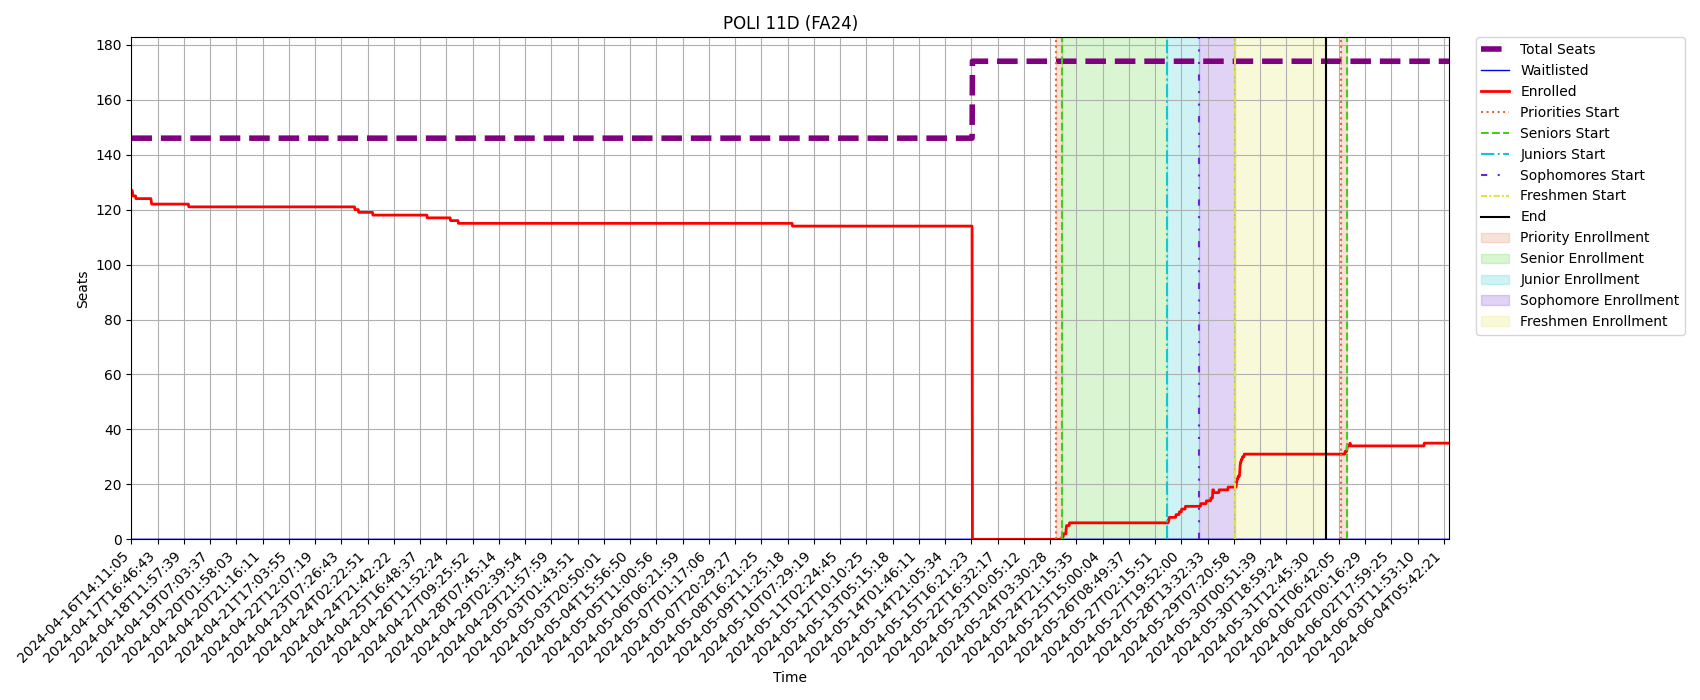 POLI 11D (FA24)
Seats
180
160
140
120
100
80
60
40
20
0
2024-04-16T14:11:05
2024-04-17T16:46:43
2024-04-18T11:57:39
2024-04-19T07:03:37
2024-04-20T01:58:03
2024-04-20T21:16:11
2024-04-21T17:03:55
2024-04-22T12:07:19
2024-04-23T07:26:43
2024-04-24T02:22:51
2024-04-24T21:42:22
2024-04-25T16:48:37
2024-04-26T11:52:24
2024-04-27T09:25:52
2024-04-28T07:45:14
2024-04-29T02:39:54
2024-04-29T21:57:59
2024-05-03T01:43:51
2024-05-03T20:50:01
2024-05-04T15:56:50
2024-05-05T11:00:56
2024-05-06T06:21:59
2024-05-07T01:17:06
2024-05-07T20:29:27
2024-05-08T16:21:25
2024-05-09T11:25:18
2024-05-10T07:29:19
2024-05-11T02:24:45
2024-05-12T10:10:25
2024-05-13T05:15:18
2024-05-14T01:46:11
2024-05-14T21:05:34
2024-05-15T16:21:23
2024-05-22T16:32:17
2024-05-23T10:05:12
2024-05-24T03:30:28
2024-05-24T21:15:35
2024-05-25T15:00:04
2024-05-26T08:49:37
2024-05-27T02:15:51
2024-05-27T19:52:00
2024-05-28T13:32:33
2024-05-29T07:20:58
2024-05-30T00:51:39
2024-05-30T18:59:24
2024-05-31T12:45:30
2024-06-01T06:42:05
2024-06-02T00:16:29
2024-06-02T17:59:25
2024-06-03T11:53:10
2024-06-04T05:42:21
Time
Total Seats
Waitlisted
Enrolled
Priorities Start
Seniors Start
Juniors Start
Sophomores Start
Freshmen Start
End
Priority Enrollment
Senior Enrollment
Junior Enrollment
Sophomore Enrollment
Freshmen Enrollment